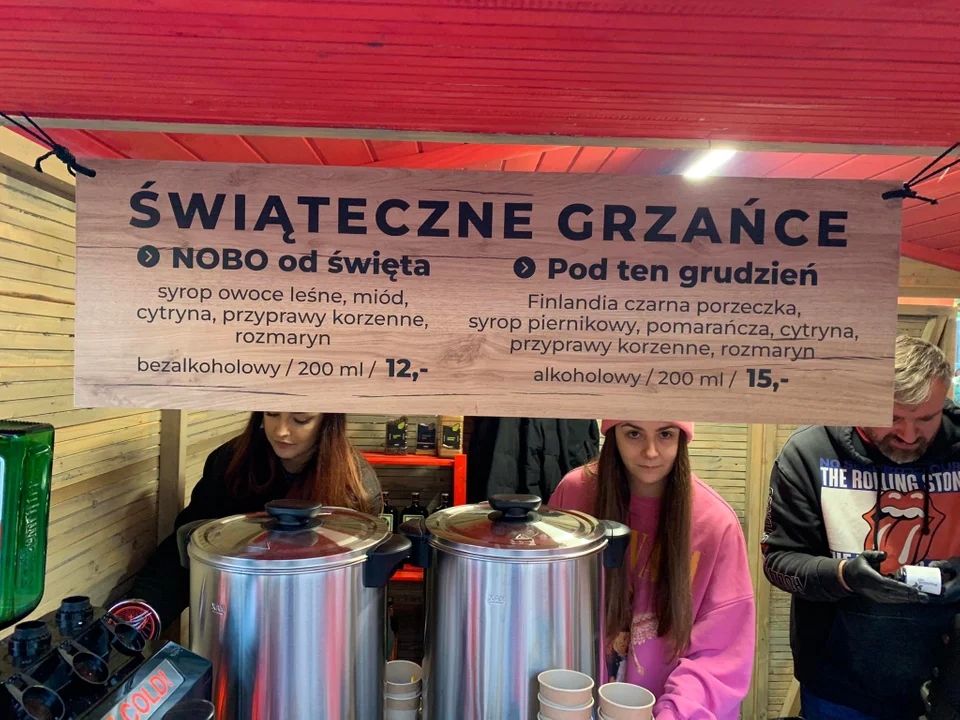 ŚWIĄTECZNE GRZAŃCE
NOBO od święta
syrop owoce leśne, miód,
cytryna, przyprawy korzenne,
rozmaryn
bezalkoholowy / 200 ml / 12,-
Pod ten grudzień
Finlandia czarna porzeczka,
syrop piernikowy, pomarańcza, cytryna,
przyprawy korzenne, rozmaryn
alkoholowy / 200 ml / 15,-
THE ROLLING STON
COLD!